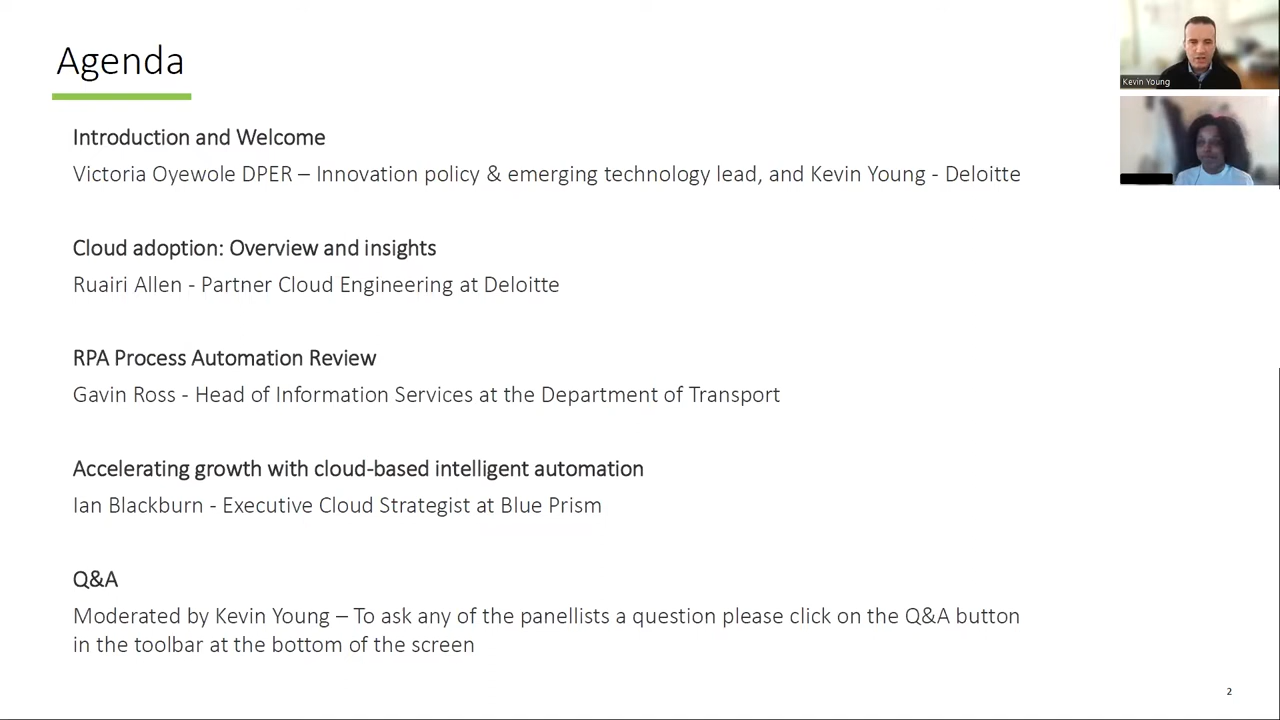 Agenda
Kevin Young
Introduction and Welcome
Victoria Oyewole DPER – Innovation policy & emerging technology lead, and Kevin Young - Deloitte
Cloud adoption: Overview and insights
Ruairi Allen - Partner Cloud Engineering at Deloitte
RPA Process Automation Review
Gavin Ross - Head of Information Services at the Department of Transport
Accelerating growth with cloud-based intelligent automation
Ian Blackburn - Executive Cloud Strategist at Blue Prism
Q&A
Moderated by Kevin Young – To ask any of the panellists a question please click on the Q&A button
in the toolbar at the bottom of the screen
2